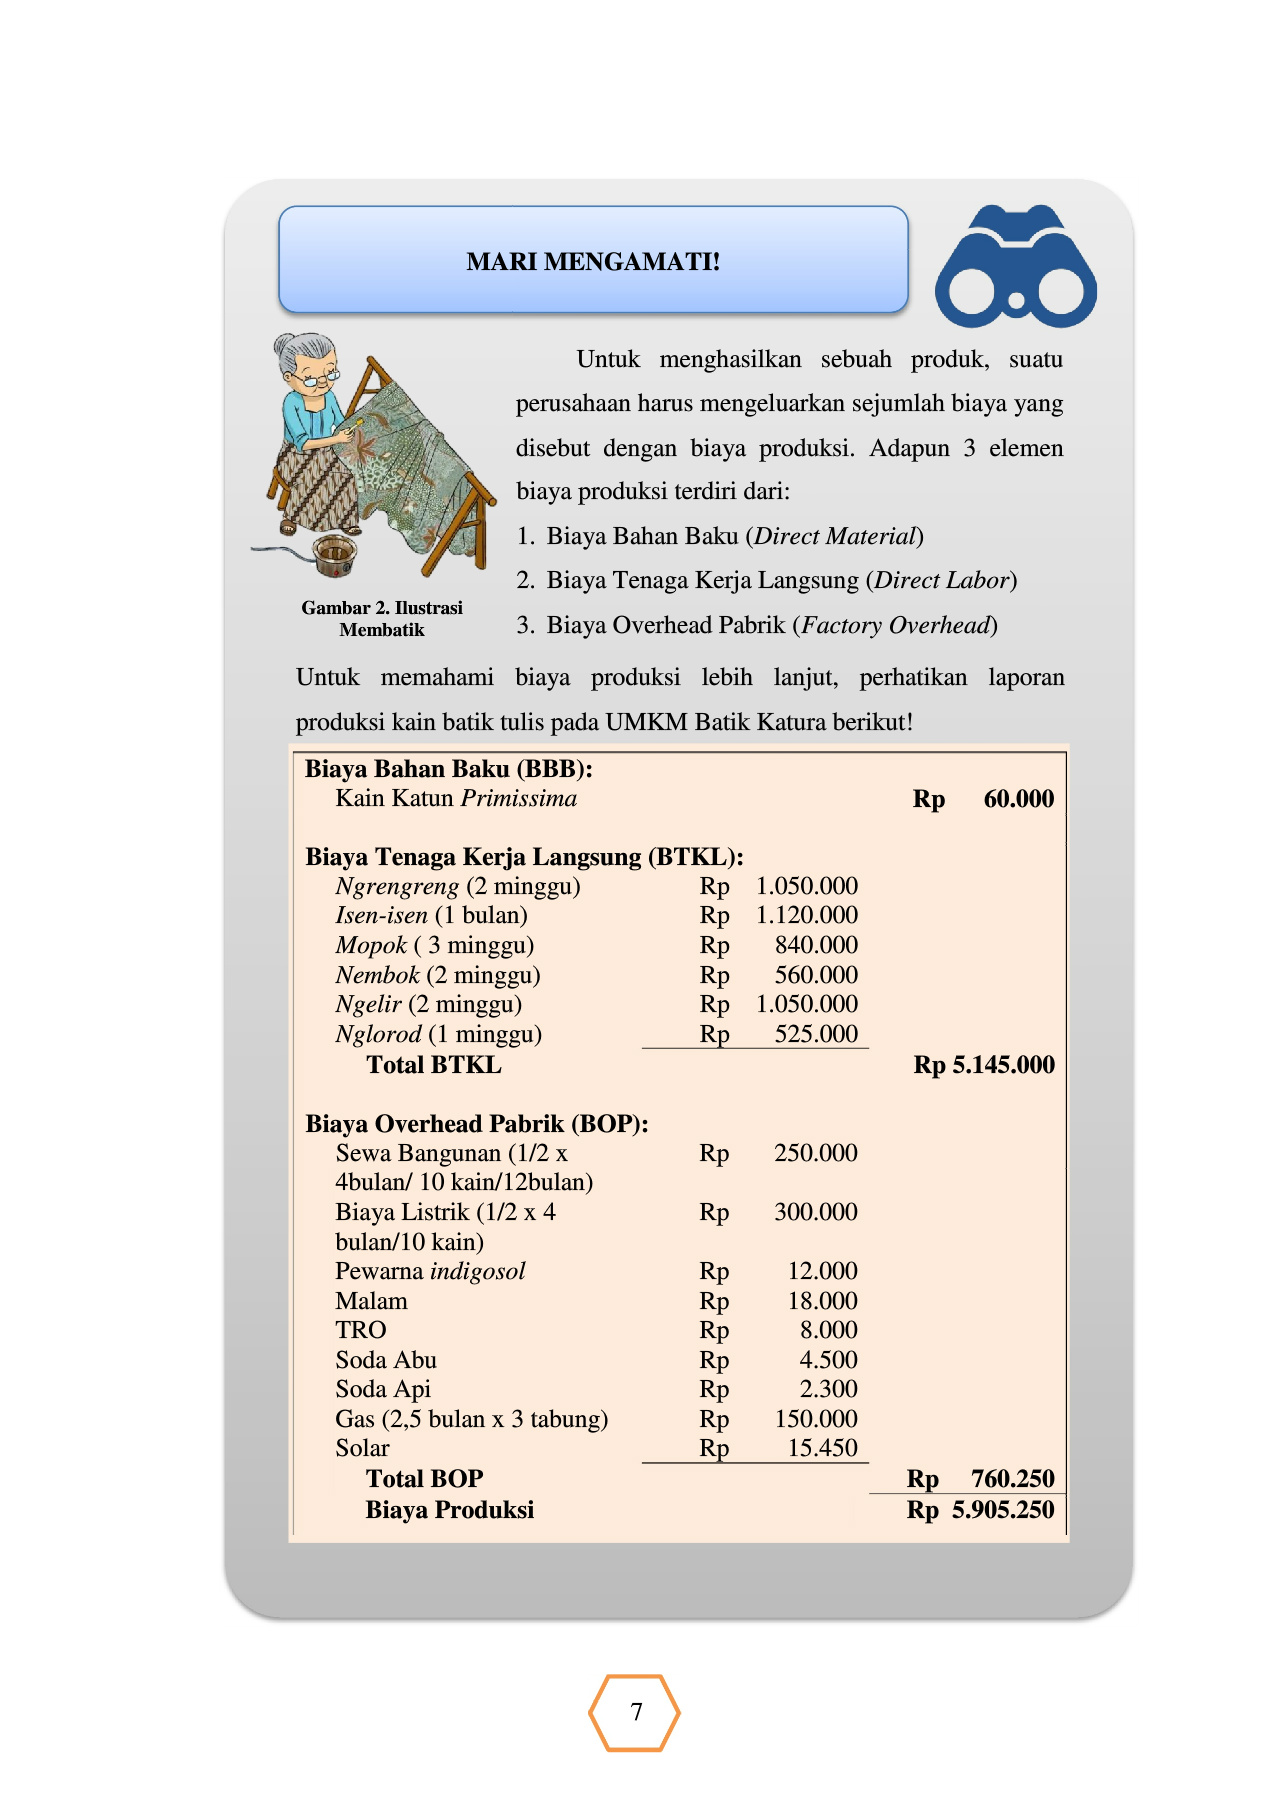 MARI MENGAMATI!
Untuk menghasilkan sebuah produk, suatu
perusahaan harus mengeluarkan sejumlah biaya yang
disebut dengan biaya produksi. Adapun 3 elemen
biaya produksi terdiri dari:
1. Biaya Bahan Baku (Direct Material)
2. Biaya Tenaga Kerja Langsung (Direct Labor)
3. Biaya Overhead Pabrik (Factory Overhead)
Gambar 2. Ilustrasi
Membatik
Untuk memahami biaya produksi lebih lanjut, perhatikan laporan
produksi kain batik tulis pada UMKM Batik Katura berikut!
Biaya Bahan Baku (BBB):
Kain Katun Primissima Rp 60.000
Biaya Tenaga Kerja Langsung (BTKL):
Ngrengreng (2 minggu) Rp 1.050.000
Isen-isen (1 bulan) Rp 1.120.000
Mopok ( 3 minggu) Rp 840.000
Nembok (2 minggu) Rp 560.000
Ngelir (2 minggu) Rp 1.050.000
Nglorod (1 minggu) Rp 525.000
Total BTKL Rp 5.145.000
Biaya Overhead Pabrik (BOP):
Sewa Bangunan (1/2 x Rp 250.000
4bulan/ 10 kain/12bulan)
Biaya Listrik (1/2 x 4 Rp 300.000
bulan/10 kain)
Pewarna indigosol Rp 12.000
Malam Rp 18.000
TRO Rp 8.000
Soda Abu Rp 4.500
Soda Api Rp 2.300
Gas (2,5 bulan x 3 tabung) Rp 150.000
Solar Rp 15.450
Total BOP Rp 760.250
Biaya Produksi Rp 5.905.250
7